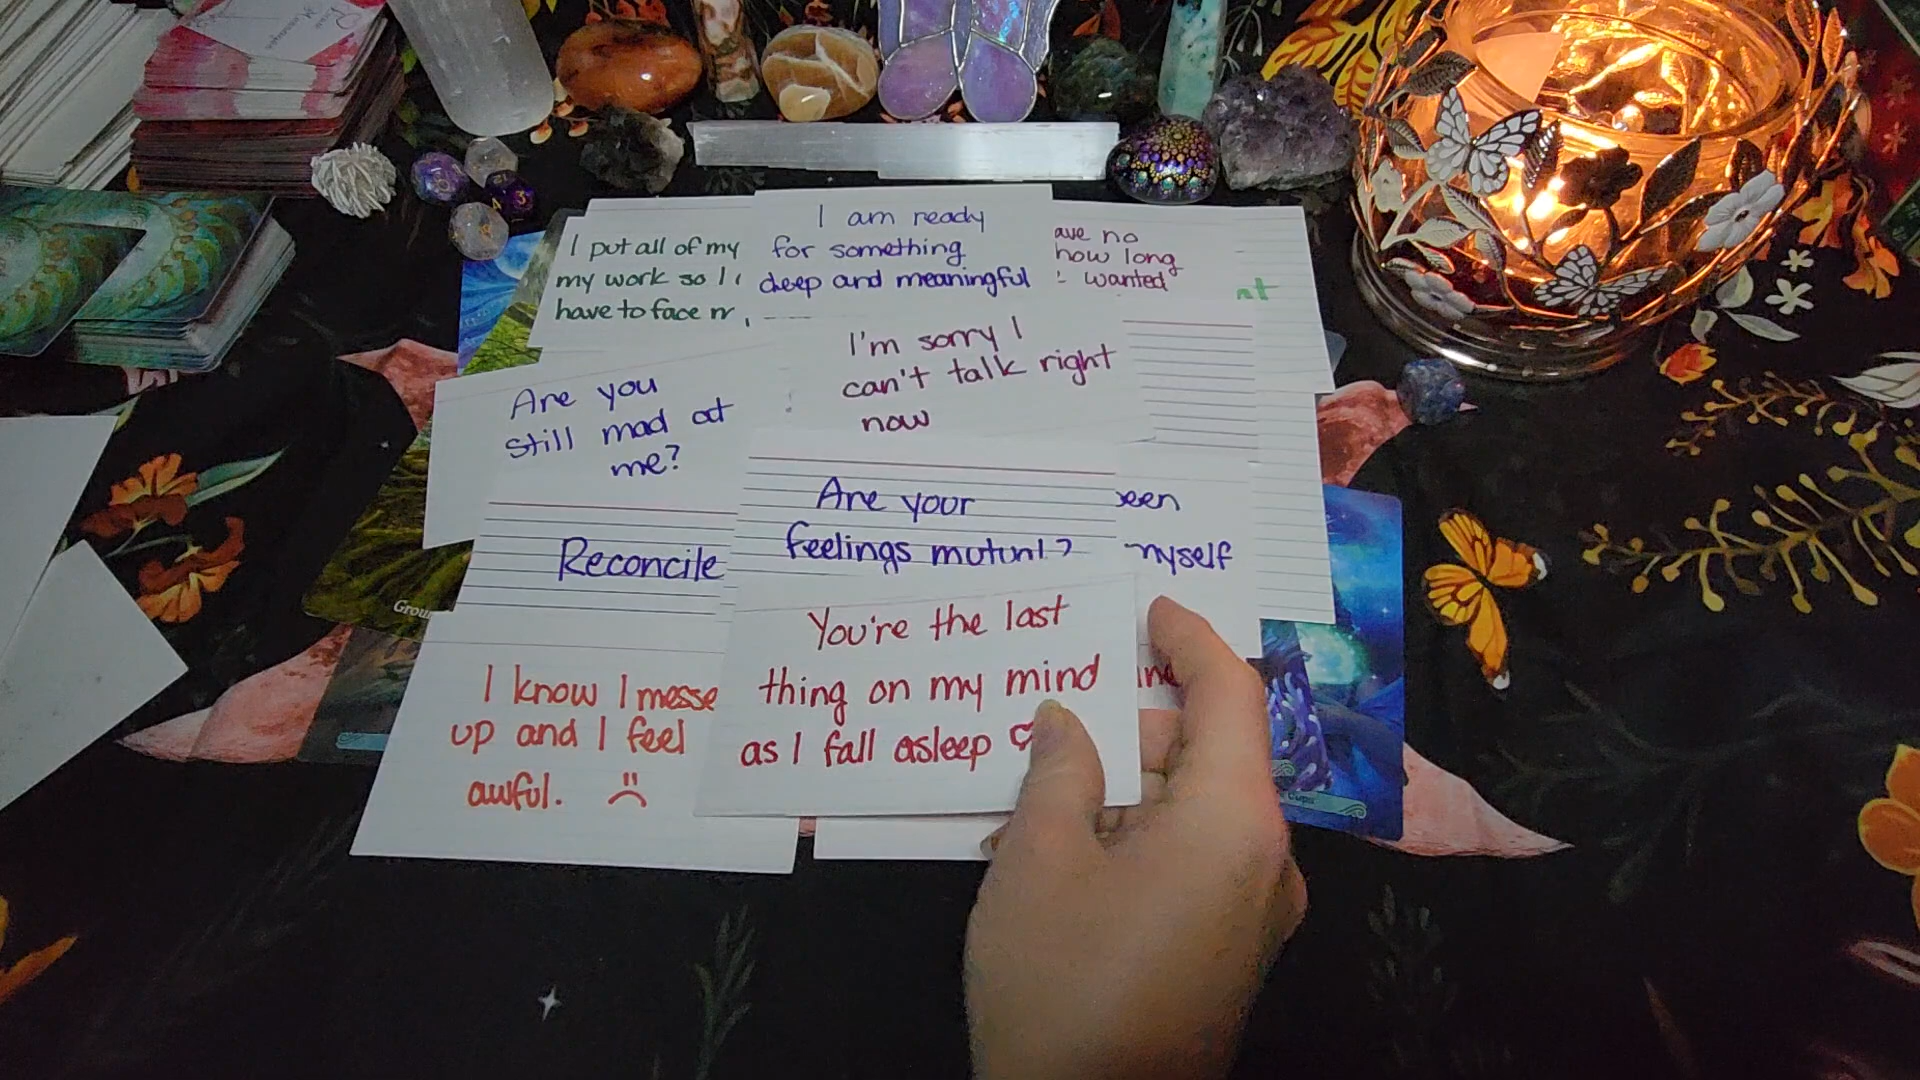 I put all of my
my work so I
have to face
I am ready
for something
deep and meaningful
no
how long
wanted
I'm sorry I
can't talk right
now
Are you
still mad at
me?
Are your
feelings mutual?
Reconcile
myself
You're the last
thing on my mind
as I fall asleep
I know I messe
up and I feel
awful.
Grou
Cups